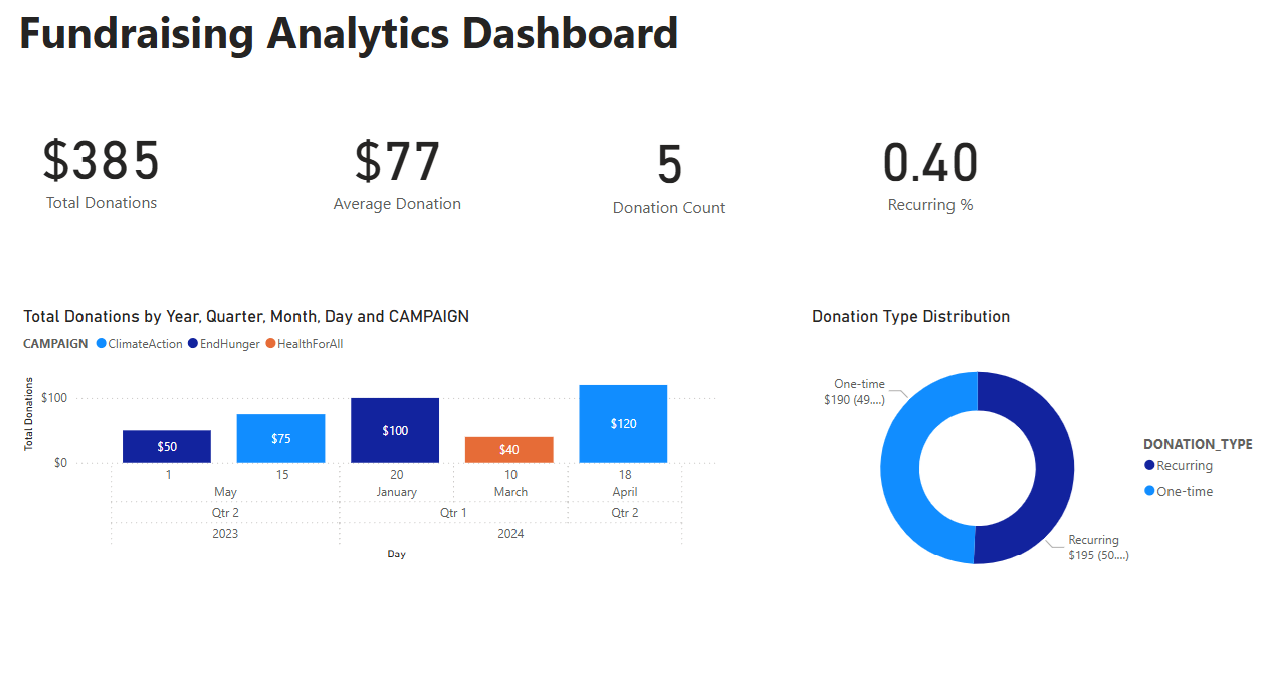 Fundraising Analytics Dashboard
$385
Total Donations
$77
Average Donation
5
Donation Count
0.40
Recurring %
Total Donations by Year, Quarter, Month, Day and CAMPAIGN
CAMPAIGN ClimateAction EndHunger HealthForAll
Total Donations
$100
$0
$50
$75
$100
$40
$120
1 15 20 10 18
May January March April
Qtr 2 Qtr 1 Qtr 2
2023 2024
Day
Donation Type Distribution
One-time
$190 (49....)
Recurring
$195 (50....)
DONATION_TYPE
Recurring
One-time